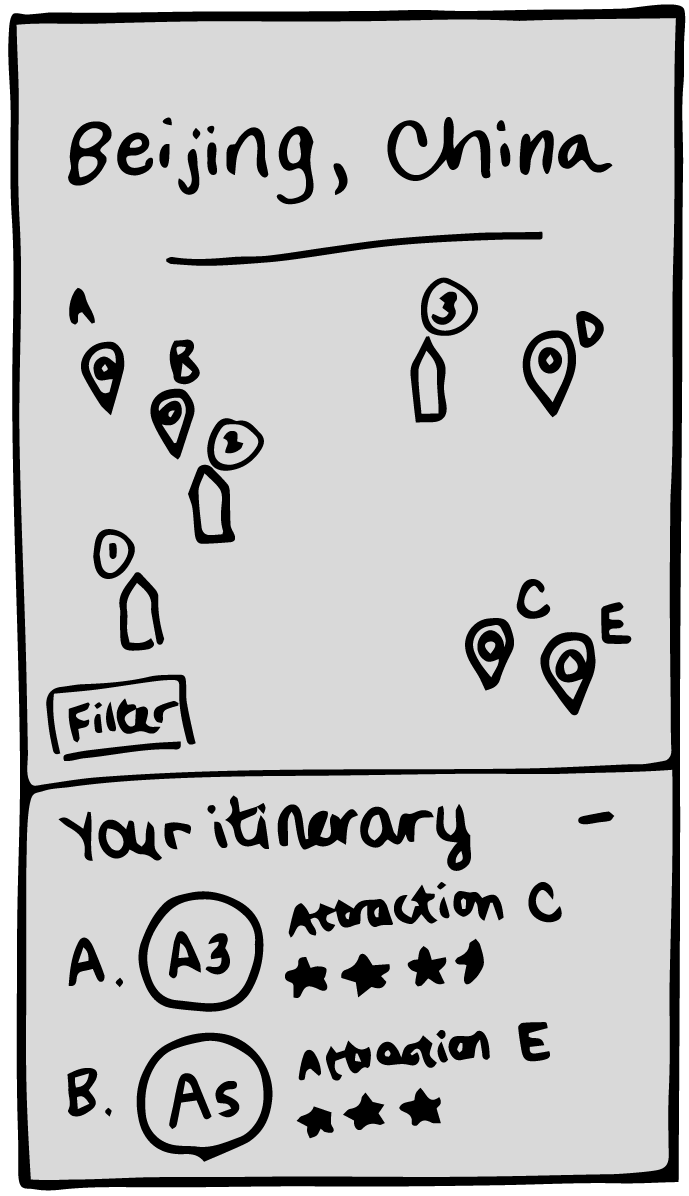 Beijing, China
A
3
D
B
2
1
C
E
Filter
Your itinerary
A. A3 Attraction C
B. A5 Attraction E